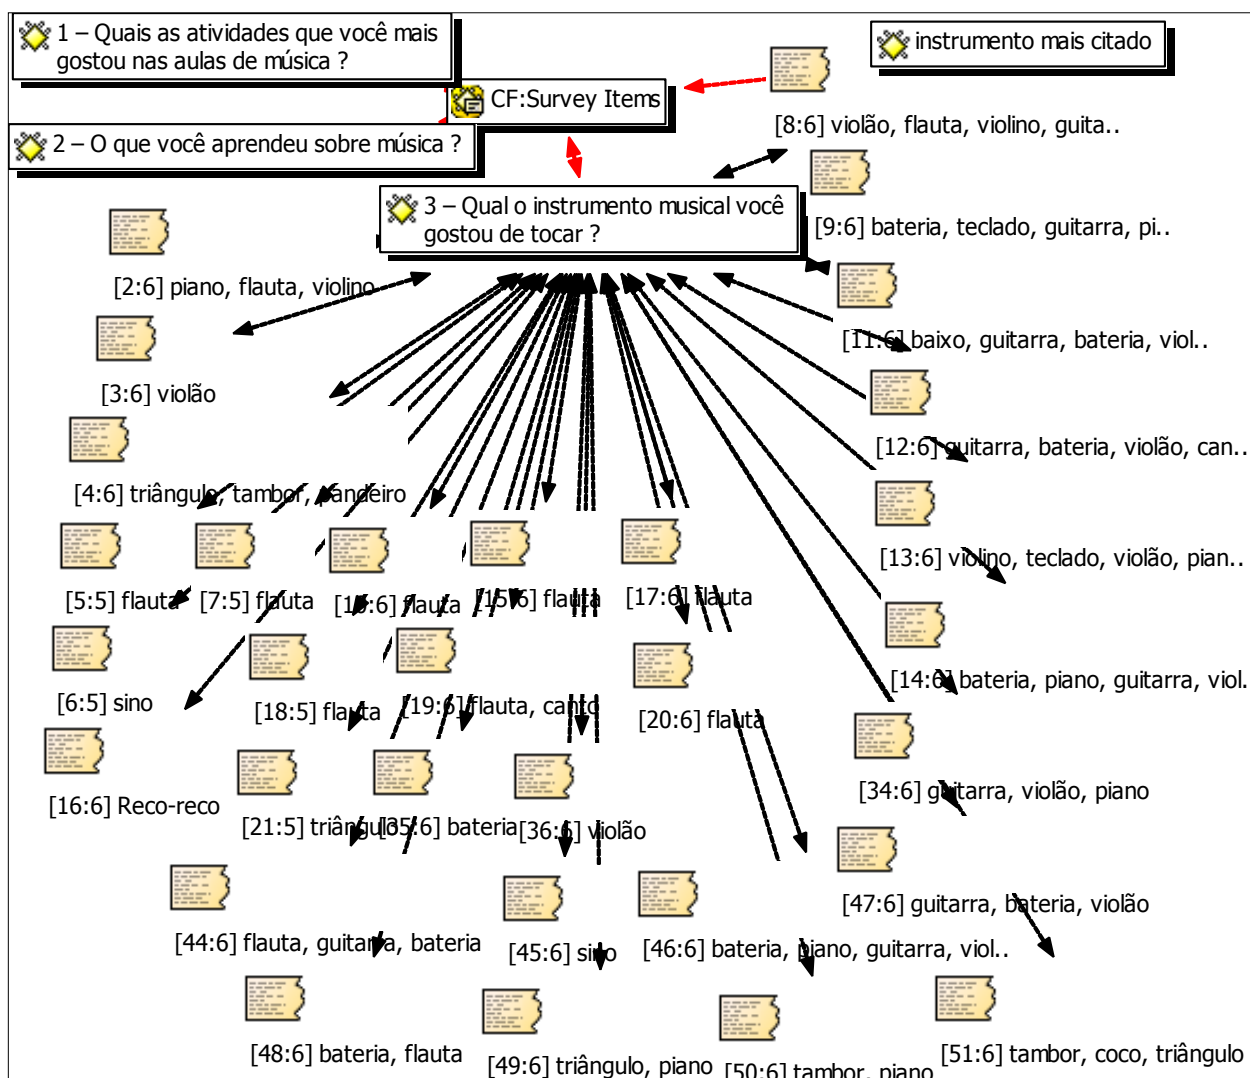 1 – Quais as atividades que você mais
gostou nas aulas de música ?
instrumento mais citado
CF:Survey Items
2 – O que você aprendeu sobre música ?
[8:6] violão, flauta, violino, guita..
3 – Qual o instrumento musical você
gostou de tocar ?
[9:6] bateria, teclado, guitarra, pi..
[2:6] piano, flauta, violino
[11:6] baixo, guitarra, bateria, viol..
[3:6] violão
[12:6] guitarra, bateria, violão, can..
[4:6] triângulo, tambor, pandeiro
[13:6] violino, teclado, violão, pian..
[5:5] flauta
[7:5] flauta
[10:6] flauta
[15:6] flauta
[17:6] flauta
[14:6] bateria, piano, guitarra, viol.
[6:5] sino
[18:5] flauta
[19:6] flauta, canto
[20:6] flauta
[34:6] guitarra, violão, piano
[16:6] Reco-reco
[21:5] triângulo
[35:6] bateria
[36:6] violão
[47:6] guitarra, bateria, violão
[44:6] flauta, guitarra, bateria
[45:6] sino
[46:6] bateria, piano, guitarra, viol..
[48:6] bateria, flauta
[49:6] triângulo, piano
[50:6] tambor, piano
[51:6] tambor, coco, triângulo